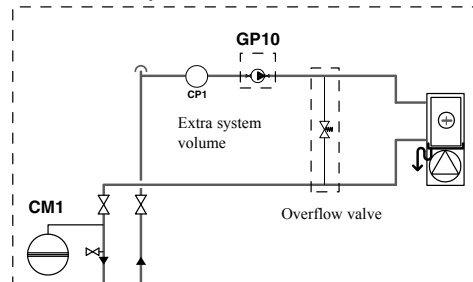 GP10
CP1
Extra system
volume
Overflow valve
CM1